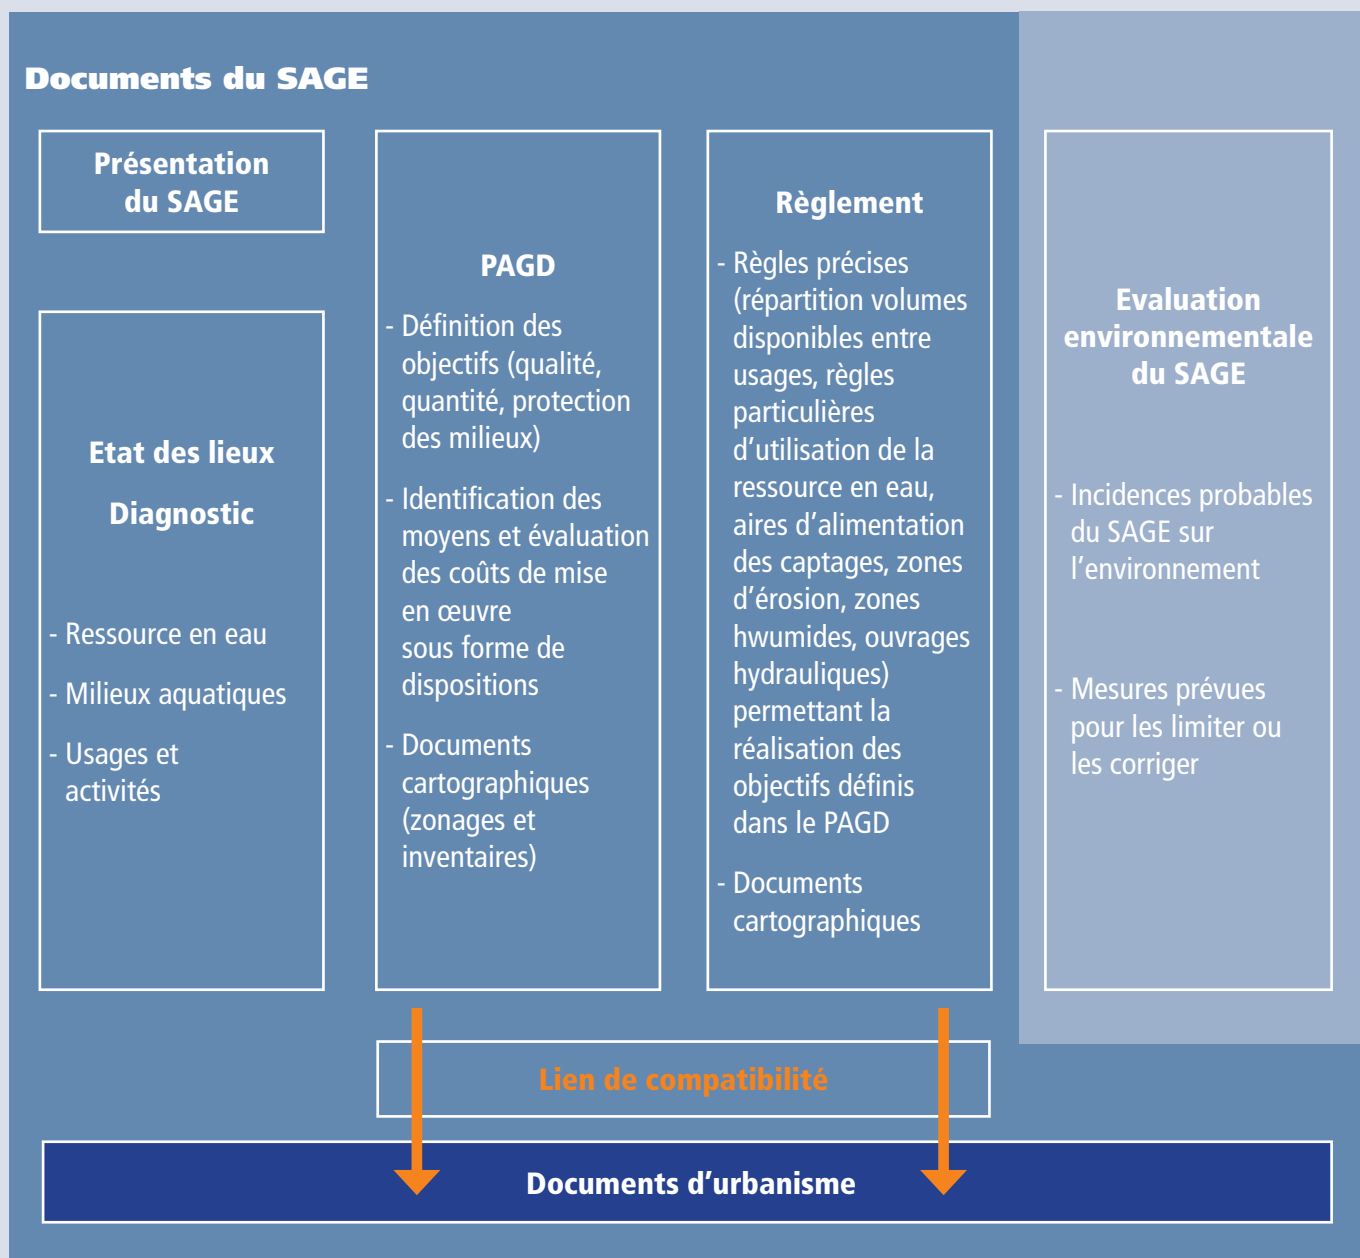 Documents du SAGE
Présentation
du SAGE
Etat des lieux
Diagnostic
- Ressource en eau
- Milieux aquatiques
- Usages et
activités
PAGD
- Définition des
objectifs (qualité,
quantité, protection
des milieux)
- Identification des
moyens et évaluation
des coûts de mise
en œuvre
sous forme de
dispositions
- Documents
cartographiques
(zonages et
inventaires)
Règlement
- Règles précises
(répartition volumes
disponibles entre
usages, règles
particulières
d’utilisation de la
ressource en eau,
aires d’alimentation
des captages, zones
d’érosion, zones
hwumides, ouvrages
hydrauliques)
permettant la
réalisation des
objectifs définis
dans le PAGD
- Documents
cartographiques
Evaluation
environnementale
du SAGE
- Incidences probables
du SAGE sur
l’environnement
- Mesures prévues
pour les limiter ou
les corriger
Lien de compatibilité
Documents d’urbanisme